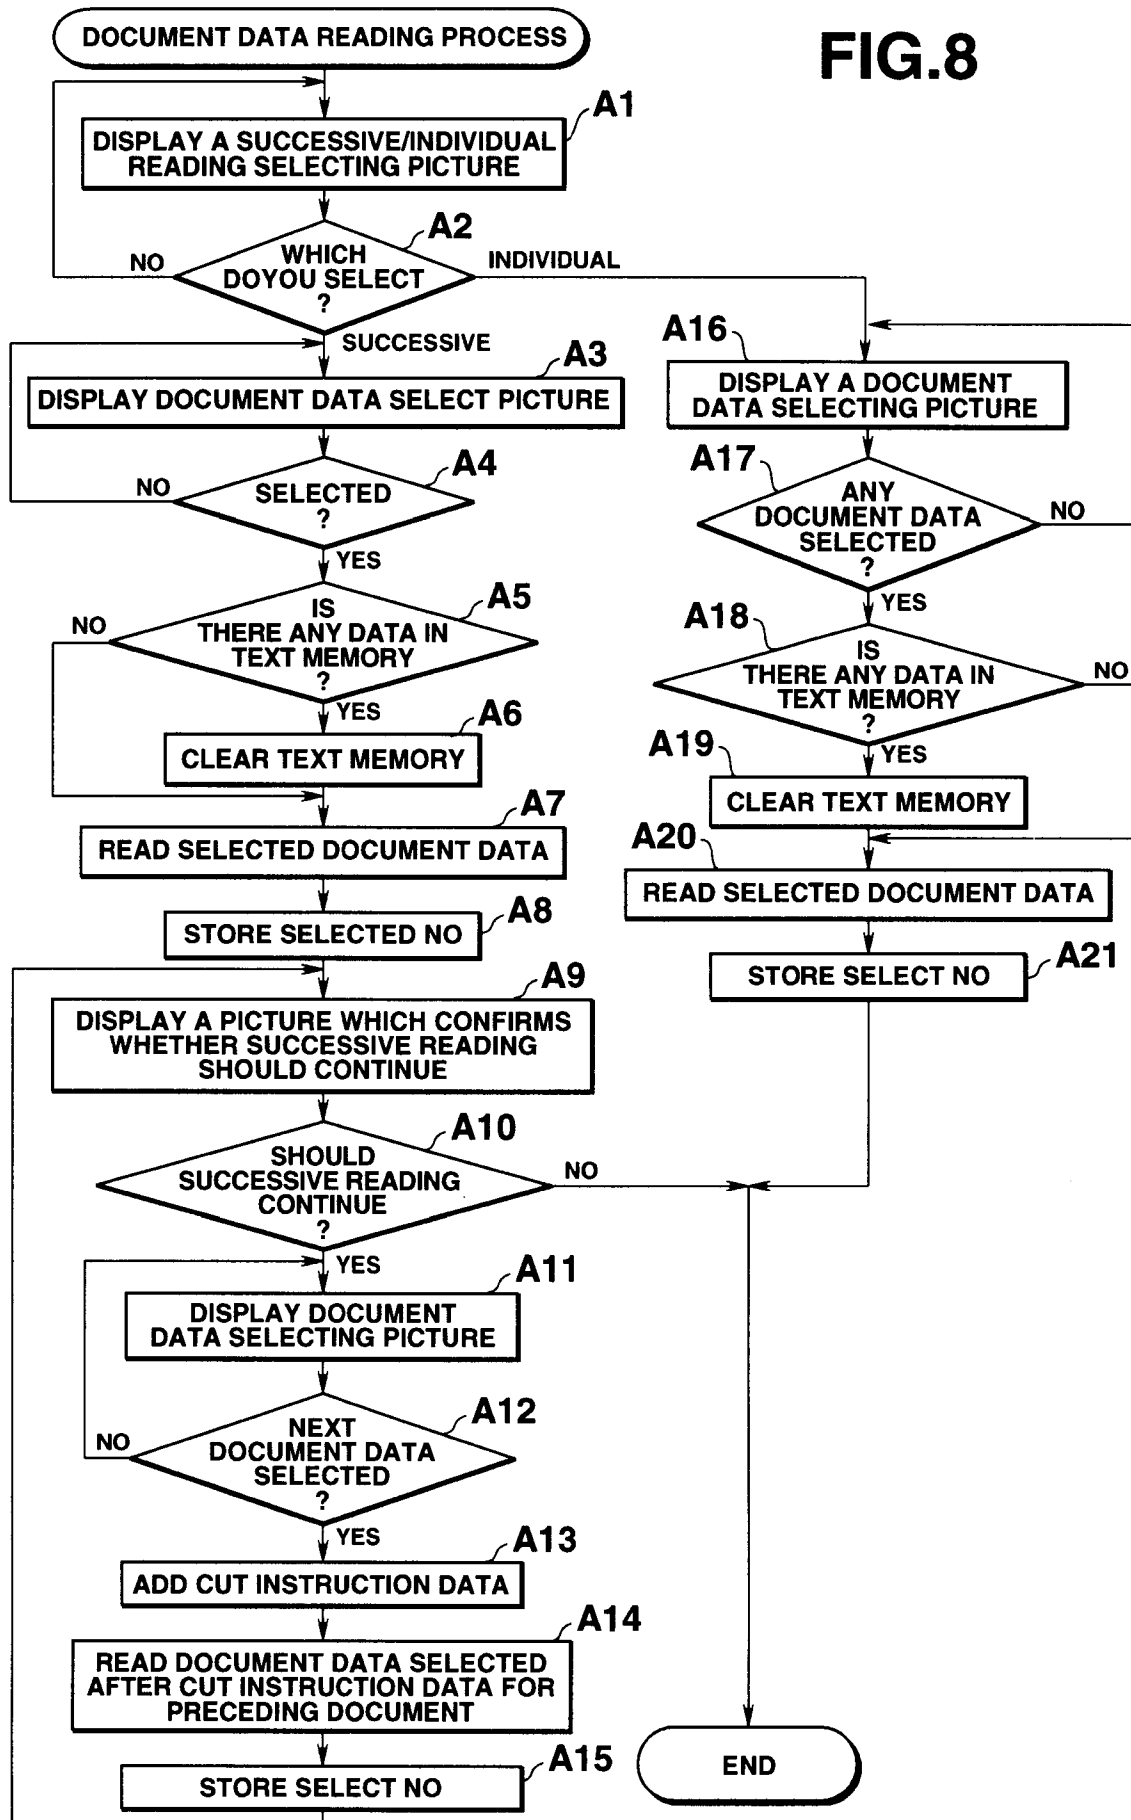 DOCUMENT DATA READING PROCESS
FIG.8
A1
DISPLAY A SUCCESSIVE/INDIVIDUAL
READING SELECTING PICTURE
A2
WHICH
DOYOU SELECT
?
NO
INDIVIDUAL
SUCCESSIVE
A3
DISPLAY DOCUMENT DATA SELECT PICTURE
A4
SELECTED
?
NO
YES
A5
IS
THERE ANY DATA IN
TEXT MEMORY
?
NO
YES
A6
CLEAR TEXT MEMORY
A7
READ SELECTED DOCUMENT DATA
A8
STORE SELECTED NO
A9
DISPLAY A PICTURE WHICH CONFIRMS
WHETHER SUCCESSIVE READING
SHOULD CONTINUE
A10
SHOULD
SUCCESSIVE READING
CONTINUE
?
NO
YES
A11
DISPLAY DOCUMENT
DATA SELECTING PICTURE
A12
NEXT
DOCUMENT DATA
SELECTED
?
NO
YES
A13
ADD CUT INSTRUCTION DATA
A14
READ DOCUMENT DATA SELECTED
AFTER CUT INSTRUCTION DATA FOR
PRECEDING DOCUMENT
A15
STORE SELECT NO
A16
DISPLAY A DOCUMENT
DATA SELECTING PICTURE
A17
ANY
DOCUMENT DATA
SELECTED
?
NO
YES
A18
IS
THERE ANY DATA IN
TEXT MEMORY
?
NO
YES
A19
CLEAR TEXT MEMORY
A20
READ SELECTED DOCUMENT DATA
A21
STORE SELECT NO
END